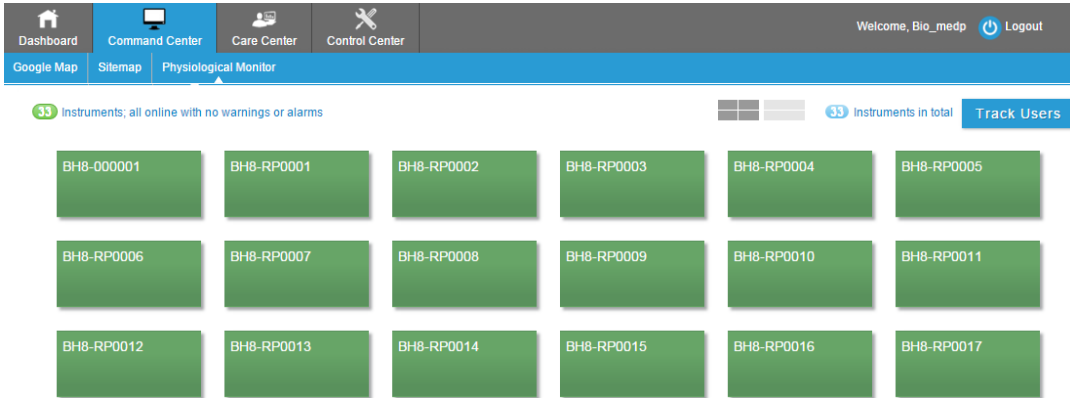 Dashboard Command Center Care Center Control Center Welcome, Bio_medp Logout
Google Map Sitemap Physiological Monitor
33 Instruments; all online with no warnings or alarms 33 Instruments in total Track Users
BH8-000001 BH8-RP0001 BH8-RP0002 BH8-RP0003 BH8-RP0004 BH8-RP0005
BH8-RP0006 BH8-RP0007 BH8-RP0008 BH8-RP0009 BH8-RP0010 BH8-RP0011
BH8-RP0012 BH8-RP0013 BH8-RP0014 BH8-RP0015 BH8-RP0016 BH8-RP0017